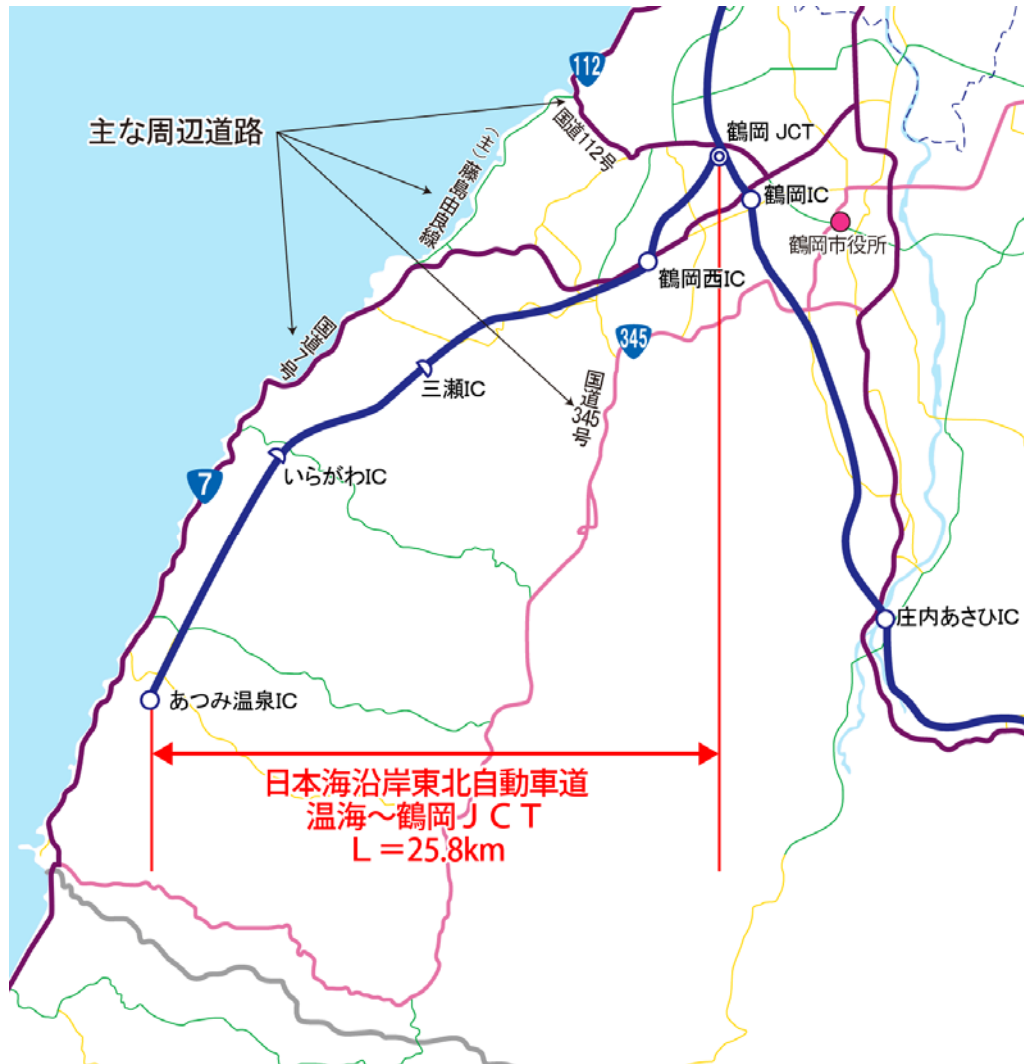 112
主な周辺道路
国道112号
(主)藤島由良線
鶴岡 JCT
鶴岡IC
鶴岡市役所
鶴岡西IC
国道7号
345
三瀬IC
国道345号
7
いらがわIC
庄内あさひIC
あつみ温泉IC
日本海沿岸東北自動車道
温海~鶴岡JCT
L=25.8km